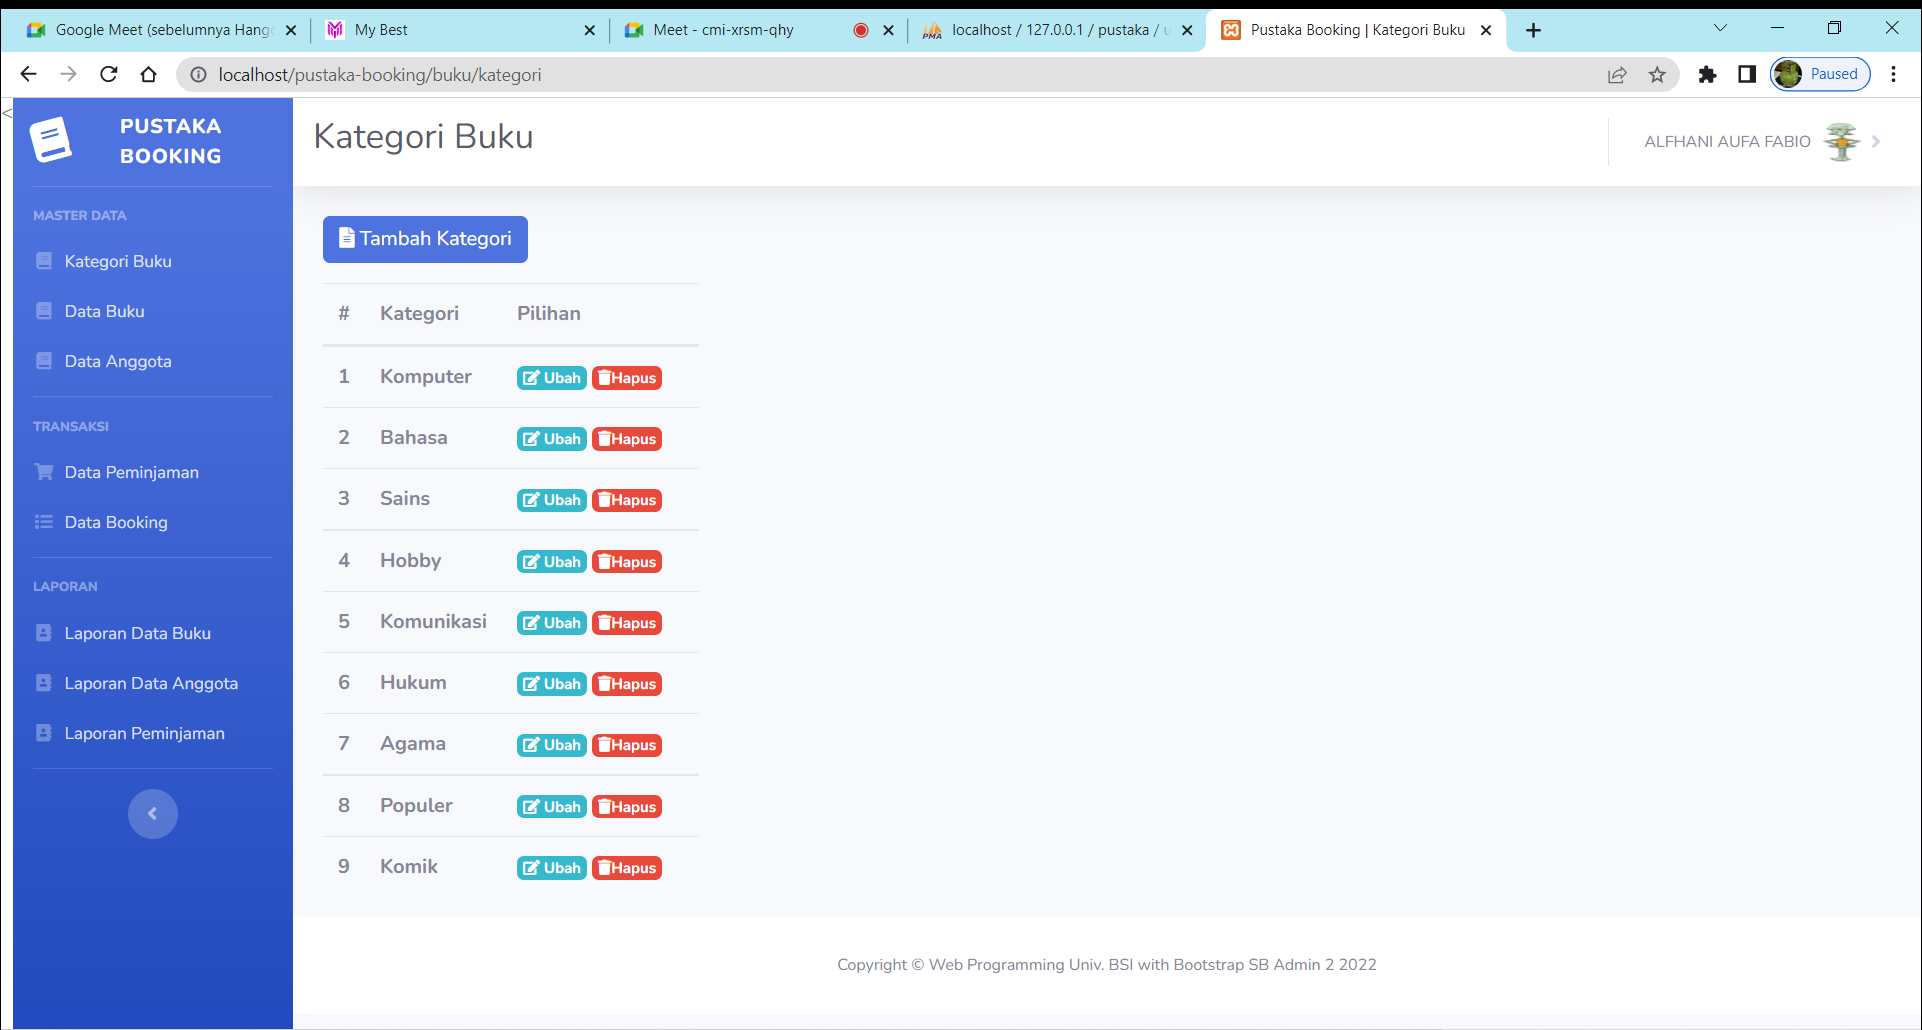 Google Meet (sebelumnya Hang
My Best
Meet - cmi-xrsm-qhy
PMA
localhost / 127.0.0.1 / pustaka / u
Pustaka Booking | Kategori Buku
localhost/pustaka-booking/buku/kategori
Paused
<
PUSTAKA
BOOKING
Kategori Buku
ALFHANI AUFA FABIO
MASTER DATA
Kategori Buku
Data Buku
Data Anggota
TRANSAKSI
Data Peminjaman
Data Booking
LAPORAN
Laporan Data Buku
Laporan Data Anggota
Laporan Peminjaman
Tambah Kategori
# Kategori Pilihan
1 Komputer Ubah Hapus
2 Bahasa Ubah Hapus
3 Sains Ubah Hapus
4 Hobby Ubah Hapus
5 Komunikasi Ubah Hapus
6 Hukum Ubah Hapus
7 Agama Ubah Hapus
8 Populer Ubah Hapus
9 Komik Ubah Hapus
Copyright © Web Programming Univ. BSI with Bootstrap SB Admin 2 2022